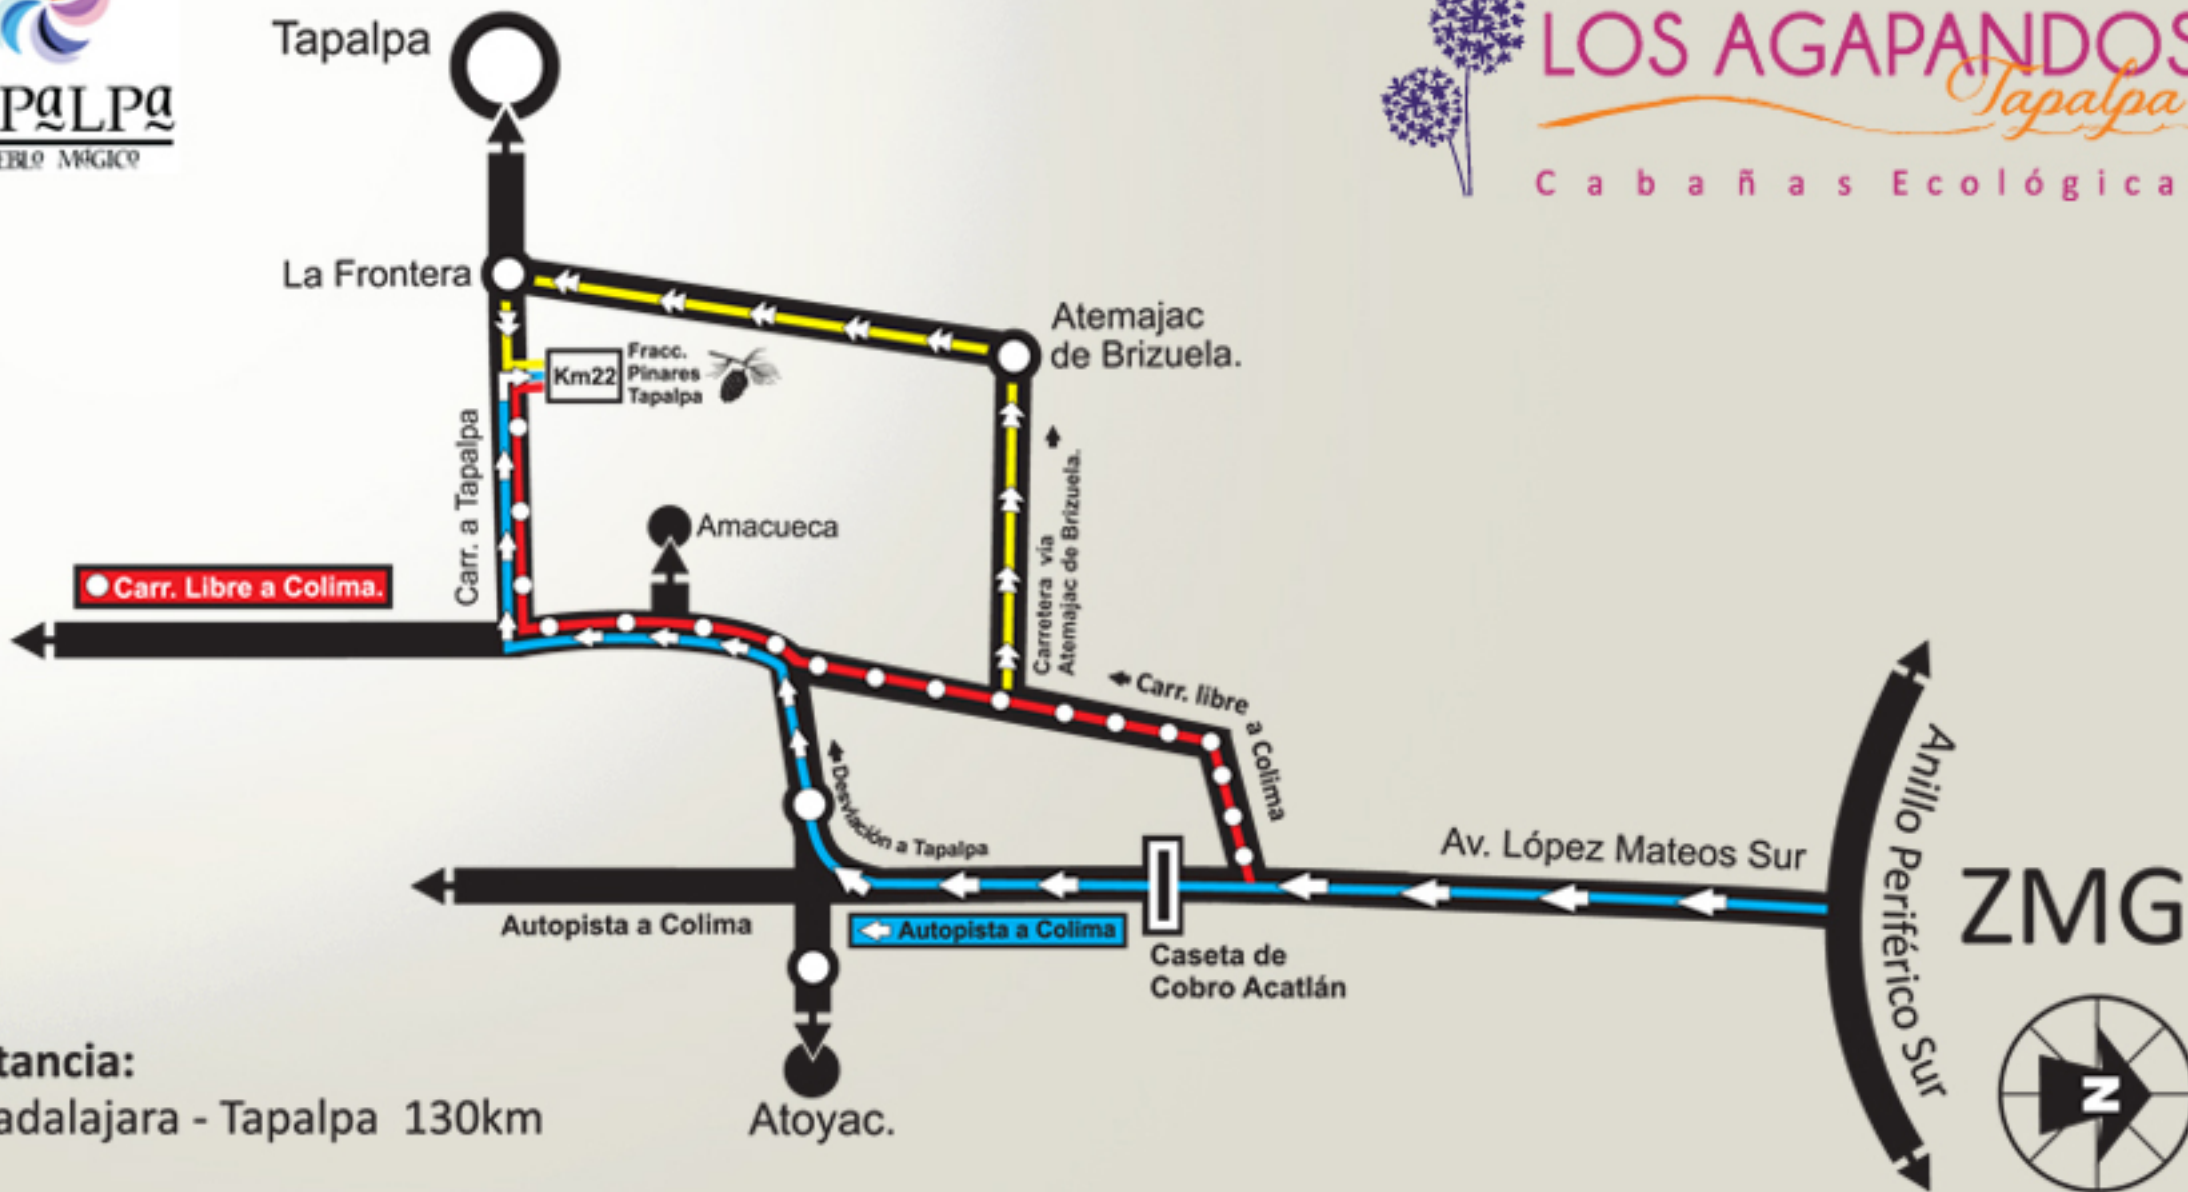 Tapalpa
LOS AGAPANDOS
Tapalpa
Cabañas Ecológica
PaLPa
MáGICO
La Frontera
Atemajac
de Brizuela.
Km22
Fracc.
Pinares
Tapalpa
Carr. a Tapalpa
Amacueca
Carretera vía
Atemajac de Brizuela.
Carr. Libre a Colima.
Carr. libre a Colima
Desviación a Tapalpa
Av. López Mateos Sur
Anillo Periférico Sur
ZMG
Autopista a Colima
Autopista a Colima
Caseta de
Cobro Acatlán
N
tancia:
adalajara - Tapalpa 130km
Atoyac.